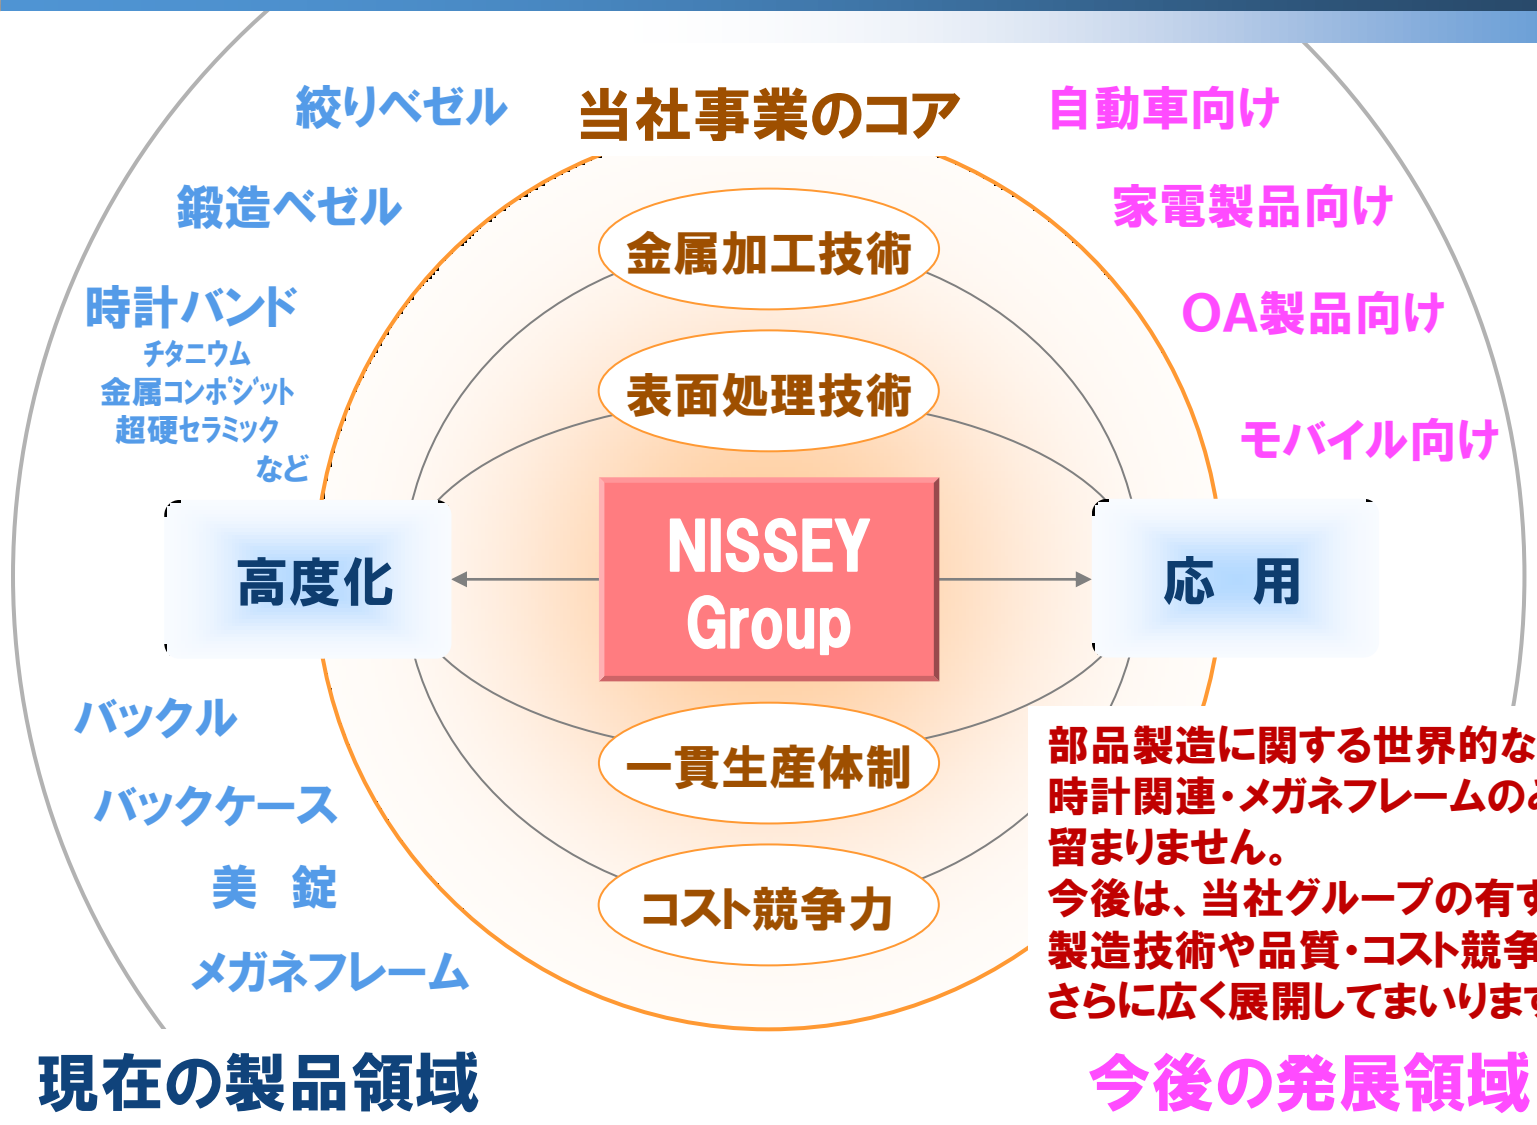 絞りベゼル
当社事業のコア
自動車向け
鍛造ベゼル
家電製品向け
金属加工技術
時計バンド
OA製品向け
チタニウム
金属コンポジット
超硬セラミック
など
表面処理技術
モバイル向け
NISSEY
Group
高度化
応　用
バックル
バックケース
美　錠
メガネフレーム
一貫生産体制
コスト競争力
部品製造に関する世界的な
時計関連・メガネフレームの
留まりません。
今後は、当社グループの有す
製造技術や品質・コスト競争
さらに広く展開してまいります
現在の製品領域
今後の発展領域